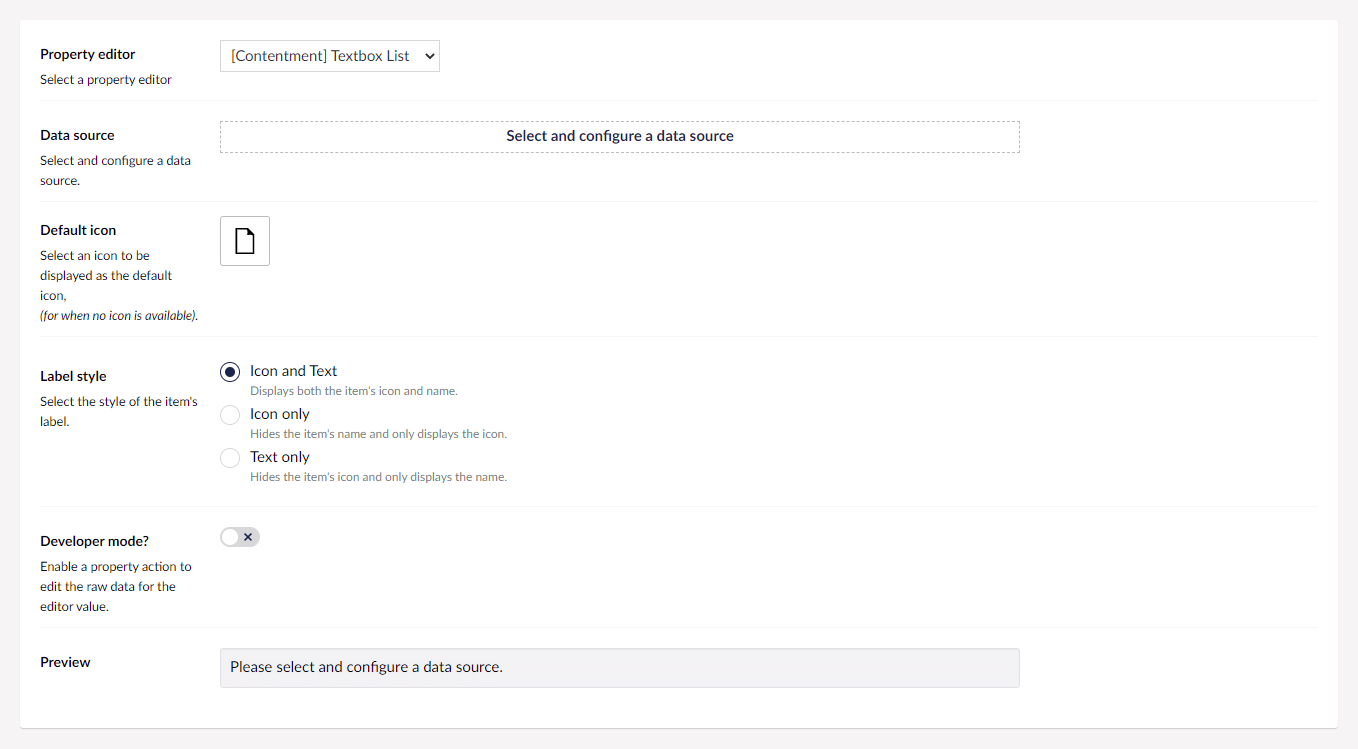 Property editor
[Contentment] Textbox List
Select a property editor
Data source
Select and configure a data source
Select and configure a data
source.
Default icon
Select an icon to be
displayed as the default
icon,
(for when no icon is available).
Label style
Select the style of the item's
label.
Icon and Text
Displays both the item's icon and name.
Icon only
Hides the item's name and only displays the icon.
Text only
Hides the item's icon and only displays the name.
Developer mode?
Enable a property action to
edit the raw data for the
editor value.
Preview
Please select and configure a data source.